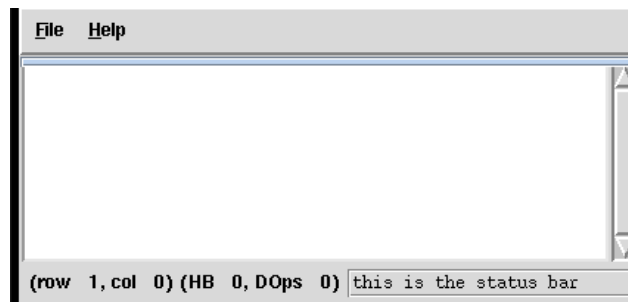 File Help
(row 1, col 0) (HB 0, DOps 0) this is the status bar